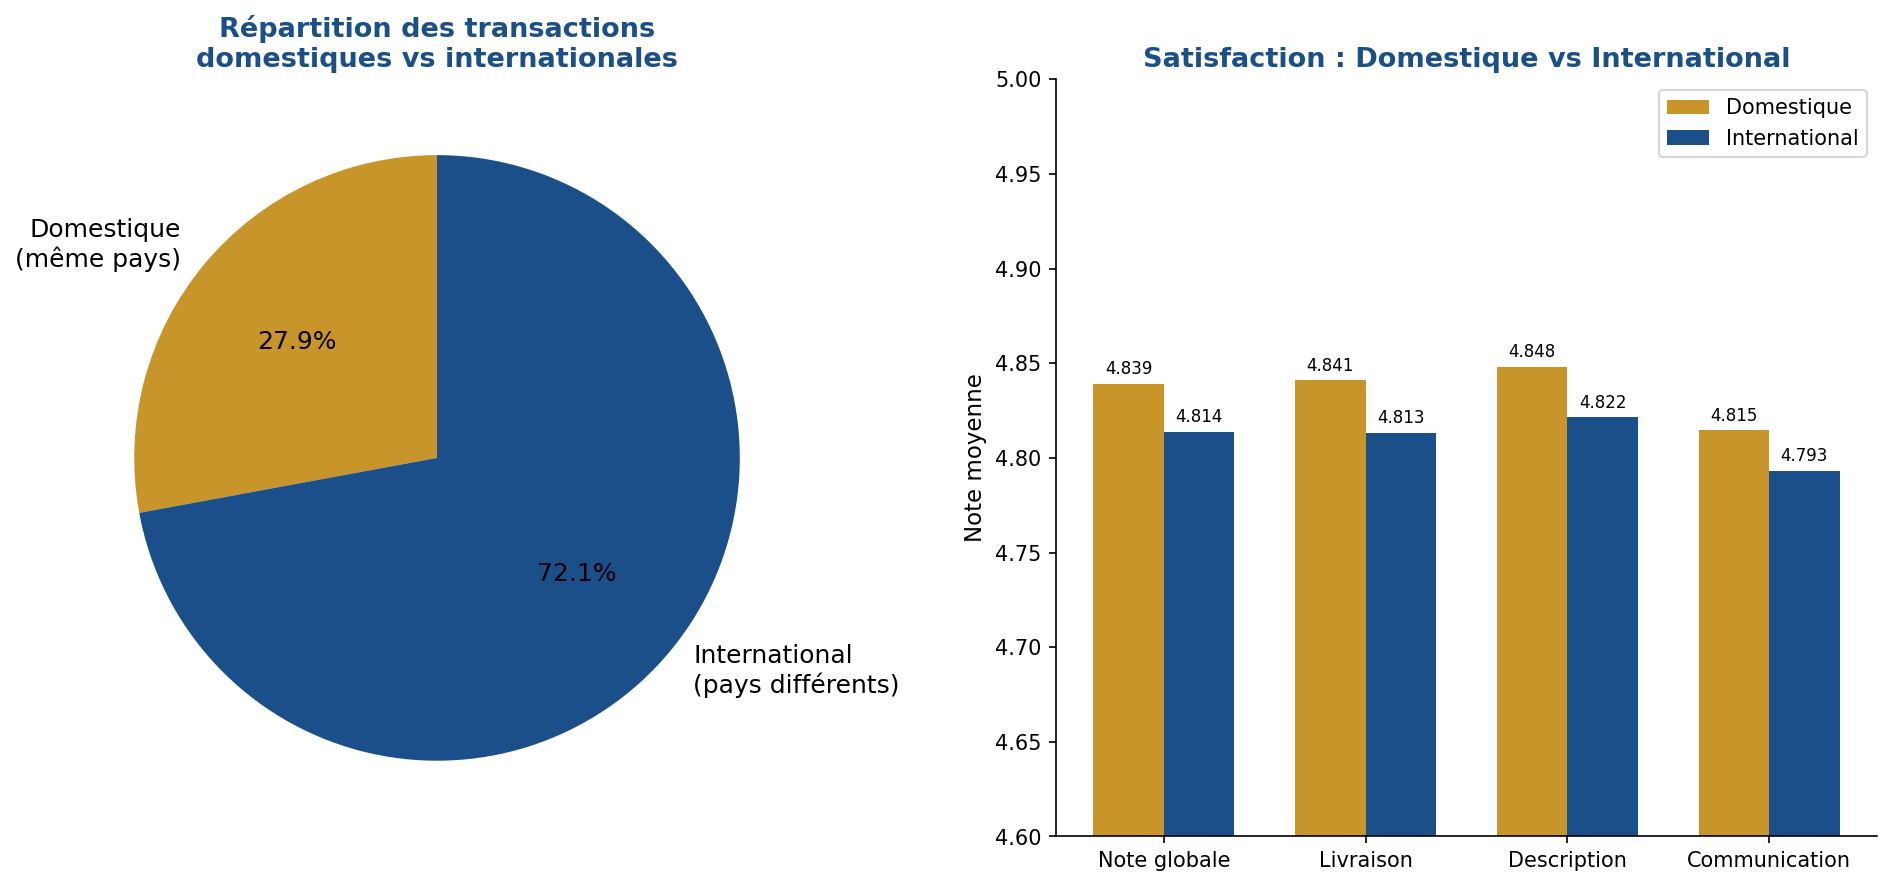 Répartition des transactions
domestiques vs internationales
Domestique
(même pays)
27.9%
72.1%
International
(pays différents)
Satisfaction : Domestique vs International
Domestique
International
Note moyenne
5.00
4.95
4.90
4.85
4.80
4.75
4.70
4.65
4.60
4.839
4.814
4.841
4.813
4.848
4.822
4.815
4.793
Note globale
Livraison
Description
Communication